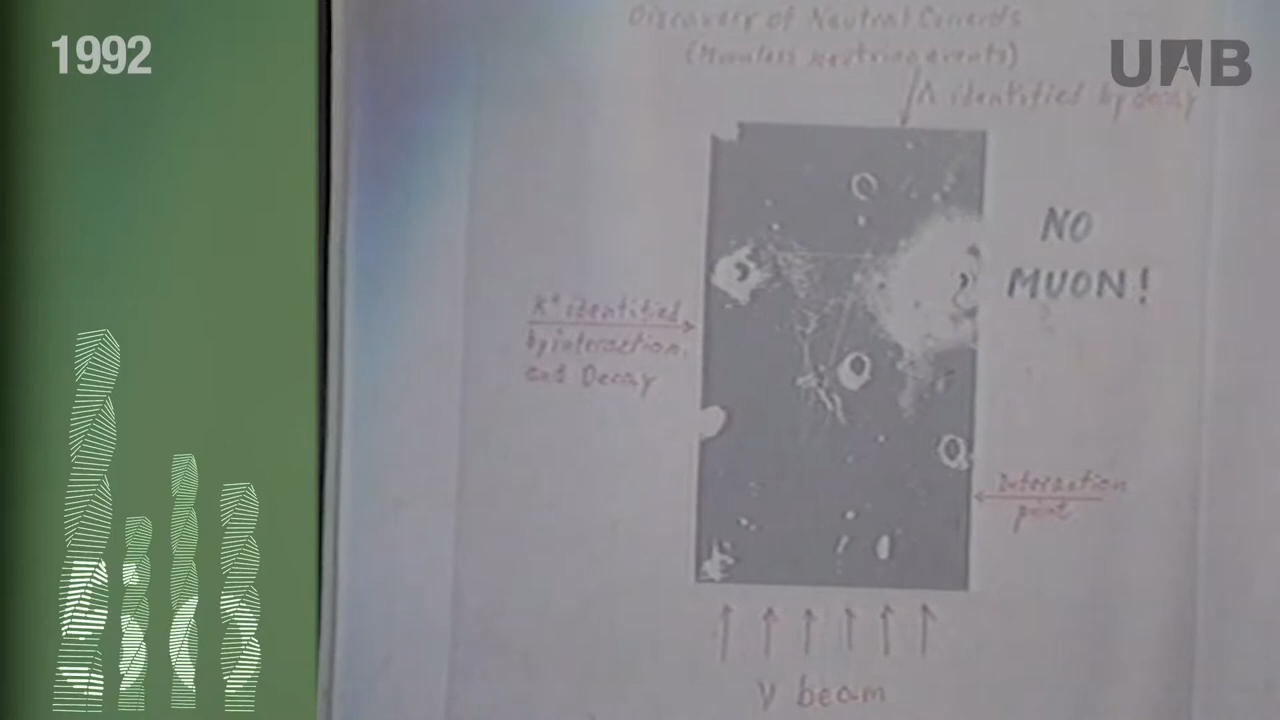 1992
UAB
Discovery of Neutral Currents
(Muonless neutrino events)
Λ identified by decay
NO
MUON!
K⁺ identified
by interaction
and Decay
Interaction
point
ν beam